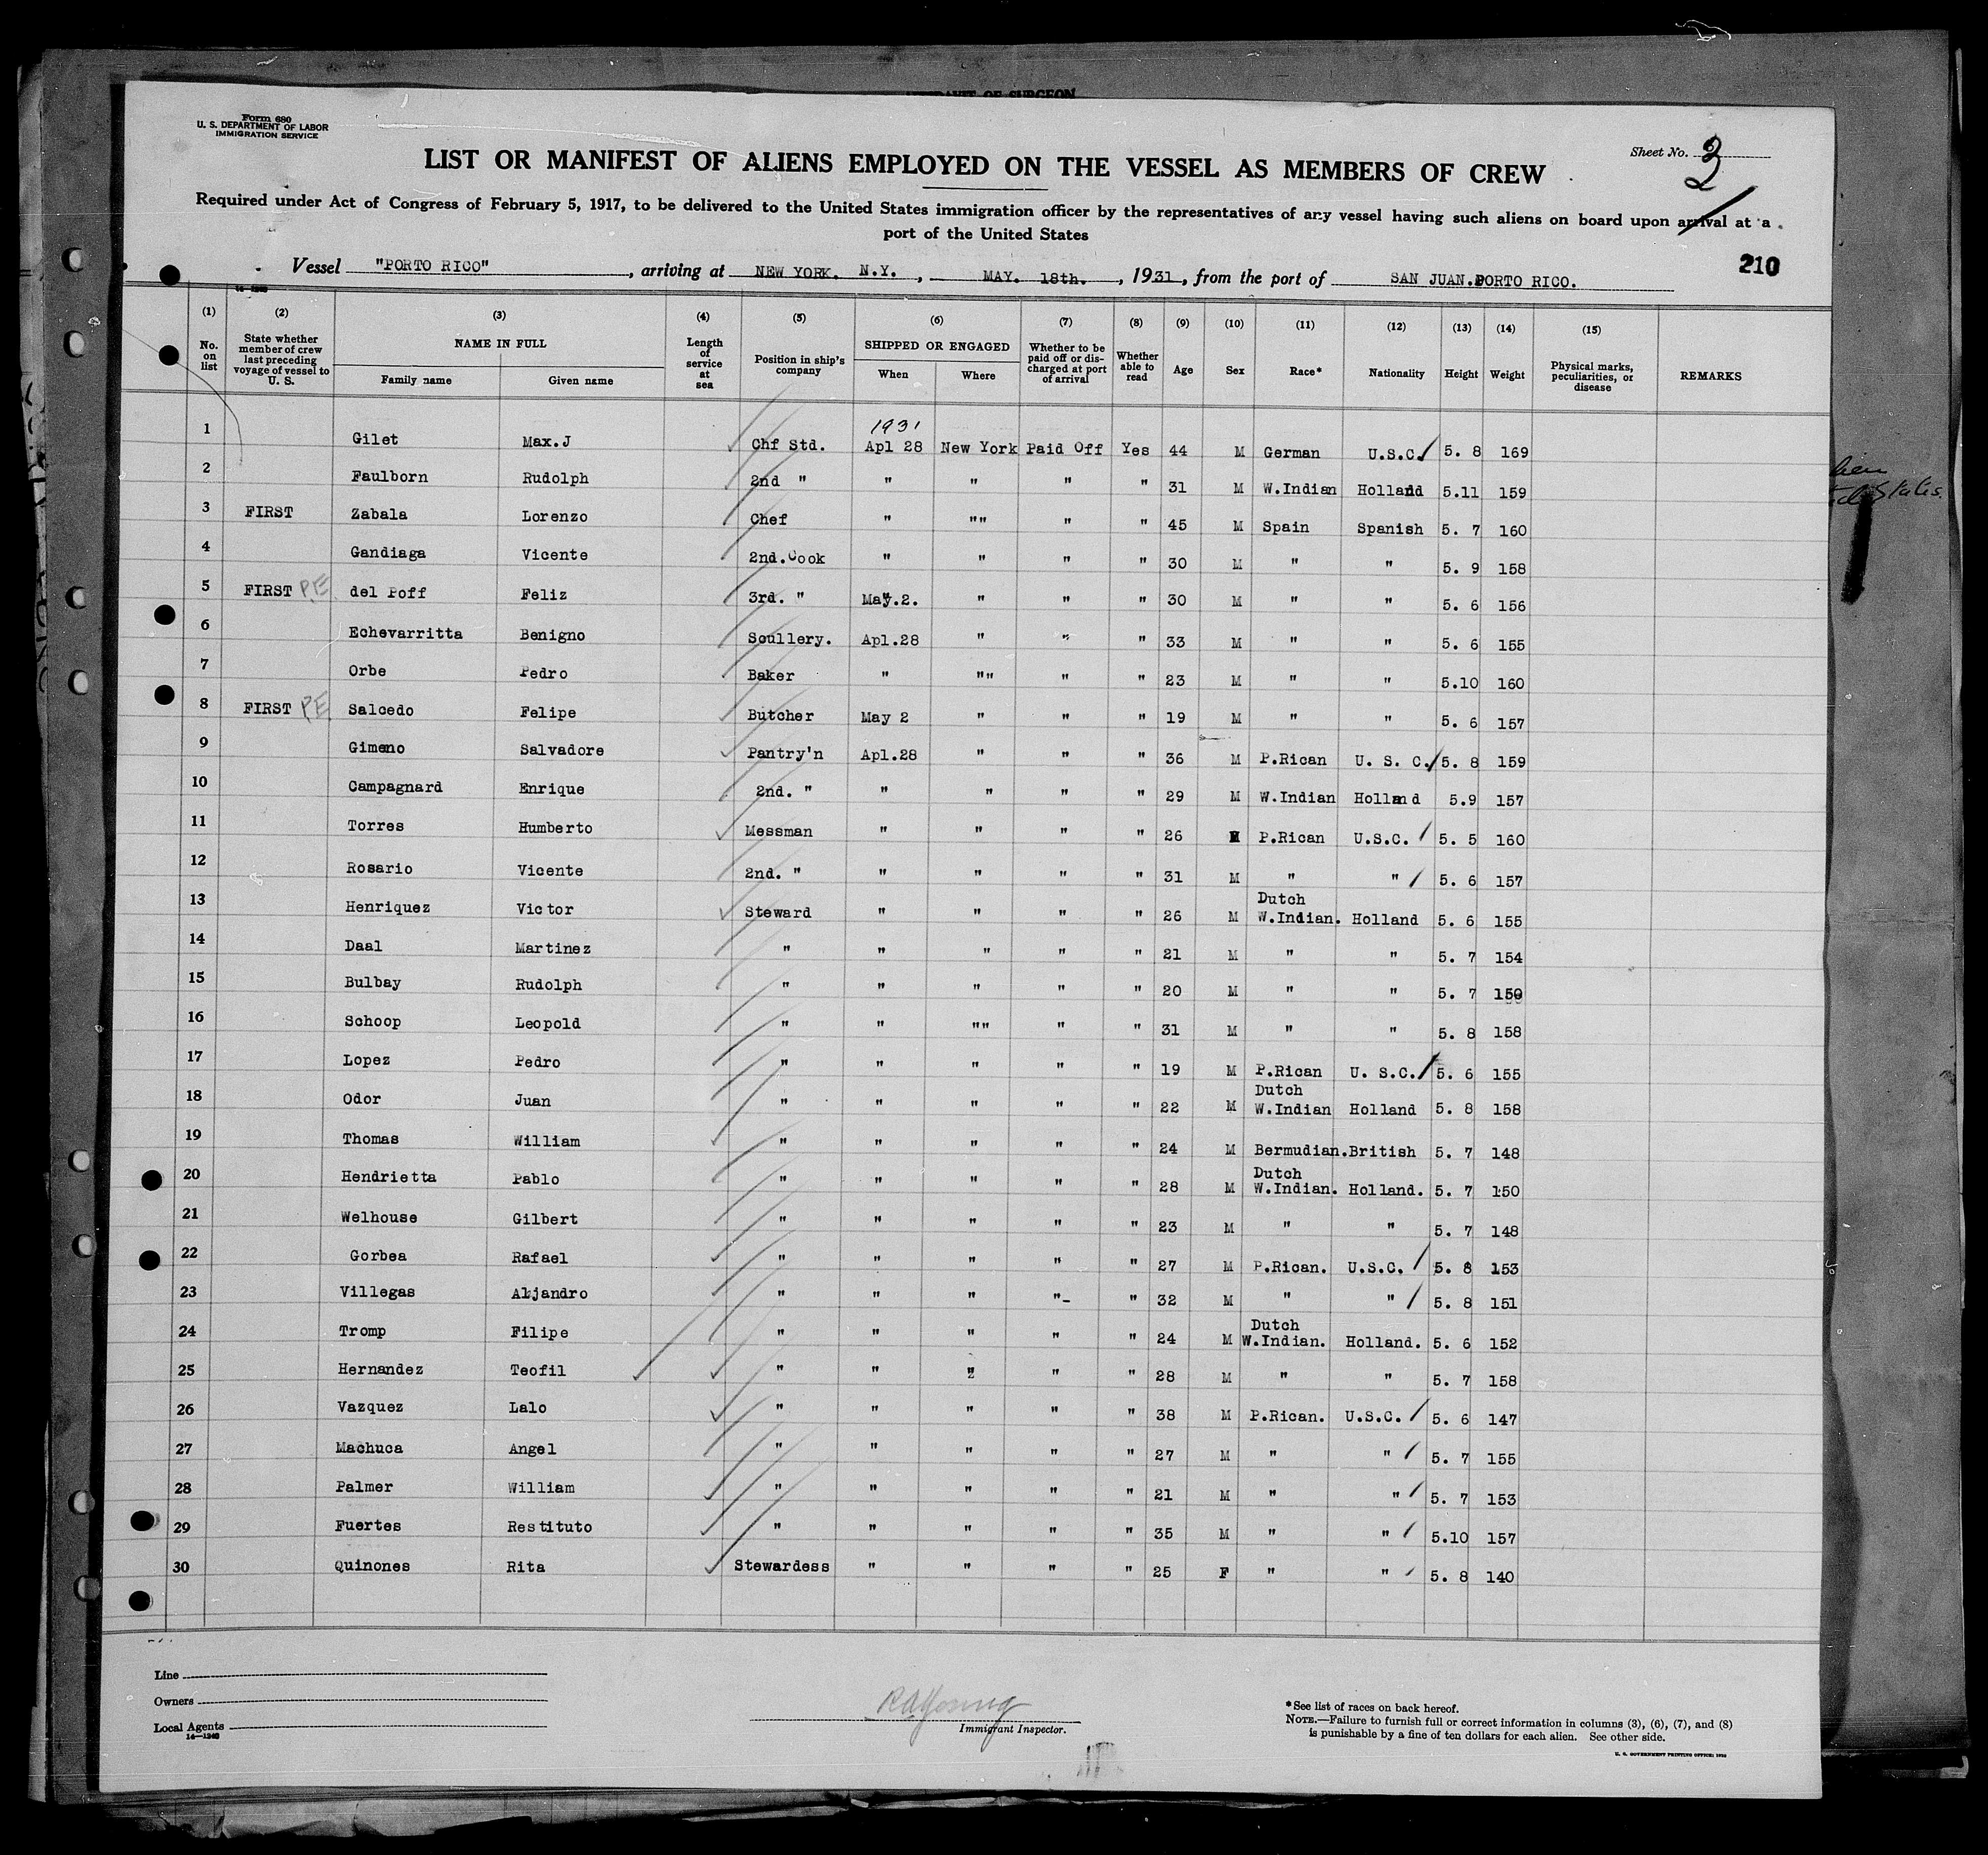 Form 680
U. S. DEPARTMENT OF LABOR
IMMIGRATION SERVICE
Sheet No. 3
LIST OR MANIFEST OF ALIENS EMPLOYED ON THE VESSEL AS MEMBERS OF CREW
Required under Act of Congress of February 5, 1917, to be delivered to the United States immigration officer by the representatives of any vessel having such aliens on board upon arrival at a
port of the United States
210
Vessel "PORTO RICO", arriving at NEW YORK. N.Y., MAY. 18th., 1931, from the port of SAN JUAN.PORTO RICO.
(1) No. on list (2) State whether member of crew last preceding voyage of vessel to U. S. (3) NAME IN FULL Family name Given name (4) Length of service at sea (5) Position in ship's company (6) SHIPPED OR ENGAGED When Where (7) Whether to be paid off or discharged at port of arrival (8) Whether able to read (9) Age (10) Sex (11) Race* (12) Nationality (13) Height (14) Weight (15) Physical marks, peculiarities, or disease REMARKS
1931
1 Gilet Max.J Chf Std. Apl 28 New York Paid Off Yes 44 M German U.S.C. 5. 8 169
2 Faulborn Rudolph 2nd " " " " " 31 M W.Indian Holland 5.11 159
3 FIRST Zabala Lorenzo Chef " "" " " 45 M Spain Spanish 5. 7 160
4 Gandiaga Vicente 2nd.Cook " " " " 30 M " " 5. 9 158
5 FIRST P.E. del Poff Feliz 3rd. " May.2. " " " 30 M " " 5. 6 156
6 Echevarritta Benigno Scullery. Apl.28 " " " 33 M " " 5. 6 155
7 Orbe Pedro Baker " "" " " 23 M " " 5.10 160
8 FIRST P.E. Salcedo Felipe Butcher May 2 " " " 19 M " " 5. 6 157
9 Gimeno Salvadore Pantry'n Apl.28 " " " 36 M P.Rican U. S. C. 5. 8 159
10 Campagnard Enrique 2nd. " " " " " 29 M W.Indian Holland 5.9 157
11 Torres Humberto Messman " " " " 26 M P.Rican U.S.C. 5. 5 160
12 Rosario Vicente 2nd. " " " " " 31 M " " 5. 6 157
13 Henriquez Victor Steward " " " " 26 M Dutch W.Indian. Holland 5. 6 155
14 Daal Martinez " " " " " 21 M " " 5. 7 154
15 Bulbay Rudolph " " " " " 20 M " " 5. 7 150
16 Schoop Leopold " " "" " " 31 M " " 5. 8 158
17 Lopez Pedro " " " " " 19 M P.Rican U. S.C. 5. 6 155
18 Odor Juan " " " " " 22 M Dutch W.Indian Holland 5. 8 158
19 Thomas William " " " " " 24 M Bermudian. British 5. 7 148
20 Hendrietta Pablo " " " " " 28 M Dutch W.Indian. Holland. 5. 7 150
21 Welhouse Gilbert " " " " " 23 M " " 5. 7 148
22 Gorbea Rafael " " " " " 27 M P.Rican. U.S.C. 5. 8 153
23 Villegas Aljandro " " " "- " 32 M " " 5. 8 151
24 Tromp Filipe " " " " " 24 M Dutch W.Indian. Holland. 5. 6 152
25 Hernandez Teofil " " " " " 28 M " " 5. 7 158
26 Vazquez Lalo " " " " " 38 M P.Rican. U.S.C. 5. 6 147
27 Machuca Angel " " " " " 27 M " " 5. 7 155
28 Palmer William " " " " " 21 M " " 5. 7 153
29 Fuertes Restituto " " " " " 35 M " " 5.10 157
30 Quinones Rita Stewardess " " " " 25 F " " 5. 8 140
Line
Owners
Local Agents
14—1240
RAYoung
Immigrant Inspector.
*See list of races on back hereof.
NOTE.—Failure to furnish full or correct information in columns (3), (6), (7), and (8)
is punishable by a fine of ten dollars for each alien. See other side.
U. S. GOVERNMENT PRINTING OFFICE: 1930